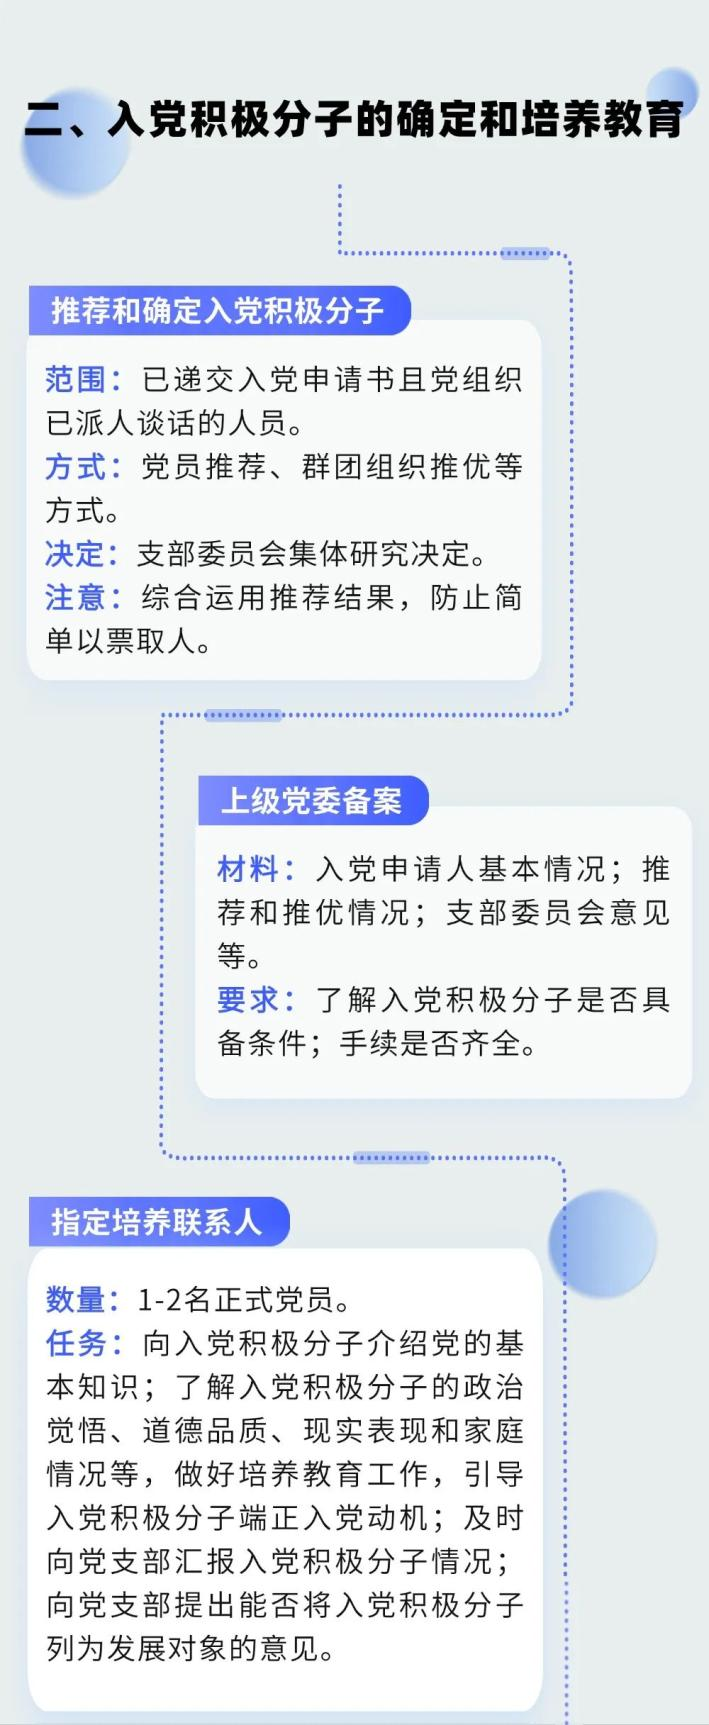 二、入党积极分子的确定和培养教育
推荐和确定入党积极分子
范围：已递交入党申请书且党组织
已派人谈话的人员。
方式：党员推荐、群团组织推优等
方式。
决定：支部委员会集体研究决定。
注意：综合运用推荐结果，防止简
单以票取人。
上级党委备案
材料：入党申请人基本情况；推
荐和推优情况；支部委员会意见
等。
要求：了解入党积极分子是否具
备条件；手续是否齐全。
指定培养联系人
数量：1-2名正式党员。
任务：向入党积极分子介绍党的基
本知识；了解入党积极分子的政治
觉悟、道德品质、现实表现和家庭
情况等，做好培养教育工作，引导
入党积极分子端正入党动机；及时
向党支部汇报入党积极分子情况；
向党支部提出能否将入党积极分子
列为发展对象的意见。